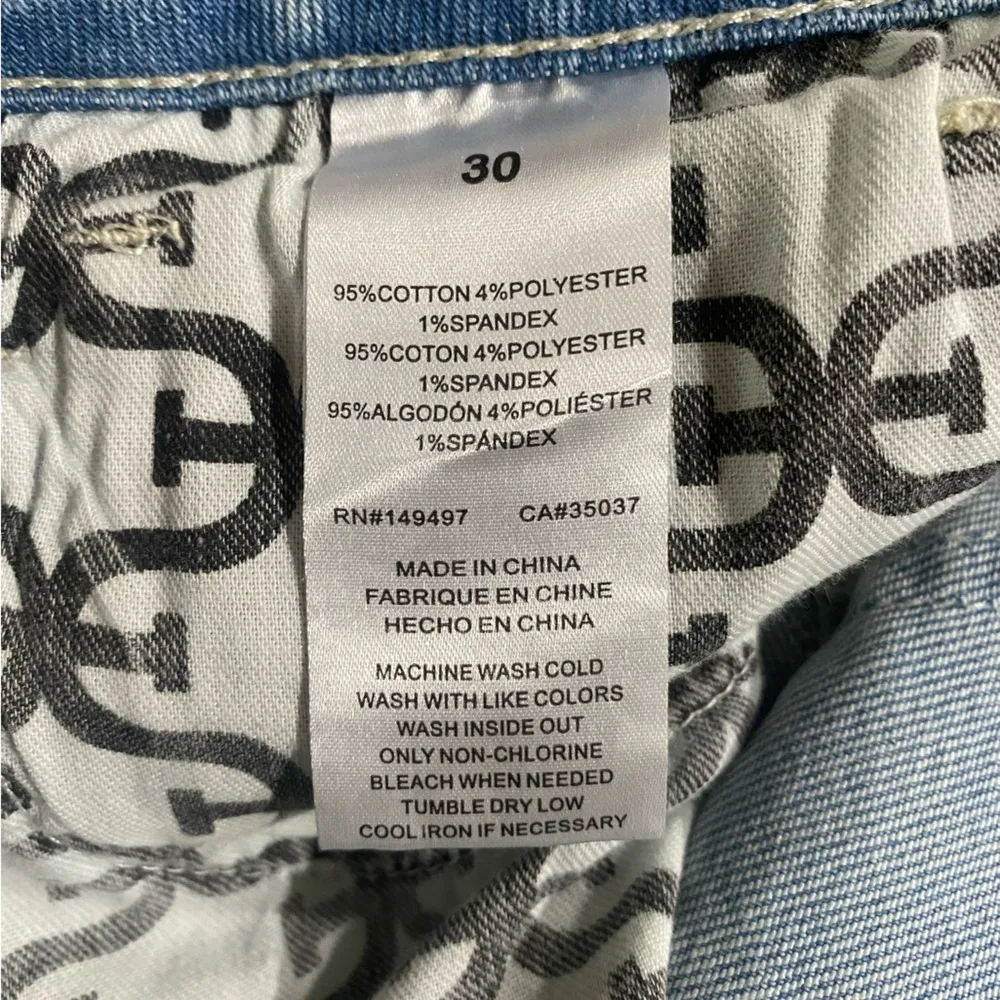 30
95%COTTON 4%POLYESTER
1%SPANDEX
95%COTON 4%POLYESTER
1%SPANDEX
95%ALGODÓN 4%POLIÉSTER
1%SPÁNDEX
RN#149497 CA#35037
MADE IN CHINA
FABRIQUE EN CHINE
HECHO EN CHINA
MACHINE WASH COLD
WASH WITH LIKE COLORS
WASH INSIDE OUT
ONLY NON-CHLORINE
BLEACH WHEN NEEDED
TUMBLE DRY LOW
COOL IRON IF NECESSARY